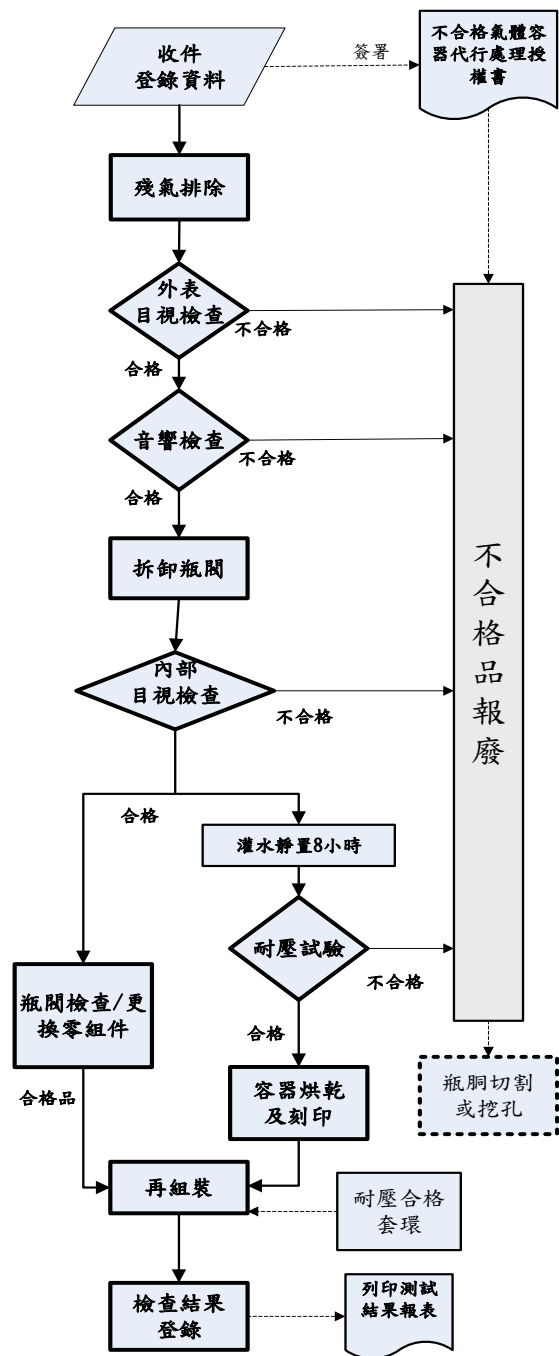 收件
登錄資料
簽署
不合格氣體容
器代行處理授
權書
殘氣排除
外表
目視檢查
不合格
合格
音響檢查
不合格
合格
拆卸瓶閥
不合格品報廢
內部
目視檢查
不合格
合格
灌水靜置8小時
耐壓試驗
不合格
瓶閥檢查/更
換零組件
合格
合格品
容器烘乾
及刻印
瓶胴切割
或挖孔
再組裝
耐壓合格
套環
檢查結果
登錄
列印測試
結果報表